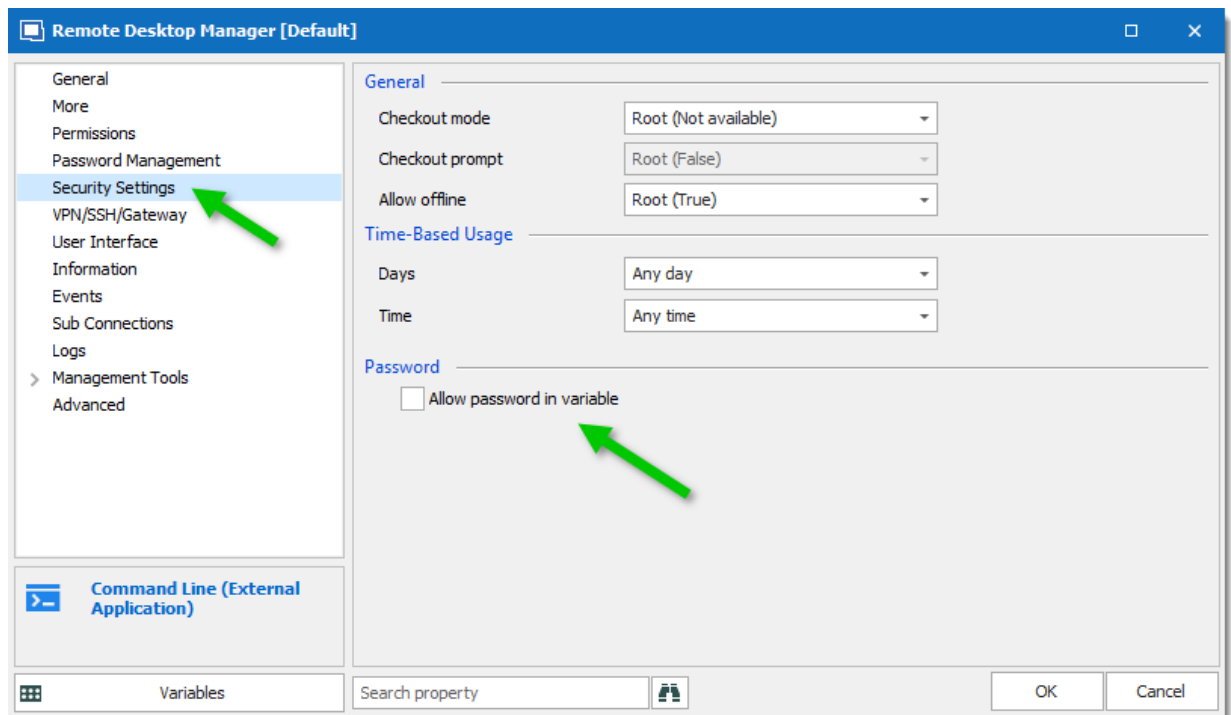 Remote Desktop Manager [Default]
General
More
Permissions
Password Management
Security Settings
VPN/SSH/Gateway
User Interface
Information
Events
Sub Connections
Logs
Management Tools
Advanced
Command Line (External
Application)
Variables
General
Checkout mode Root (Not available)
Checkout prompt Root (False)
Allow offline Root (True)
Time-Based Usage
Days Any day
Time Any time
Password
Allow password in variable
Search property
OK Cancel